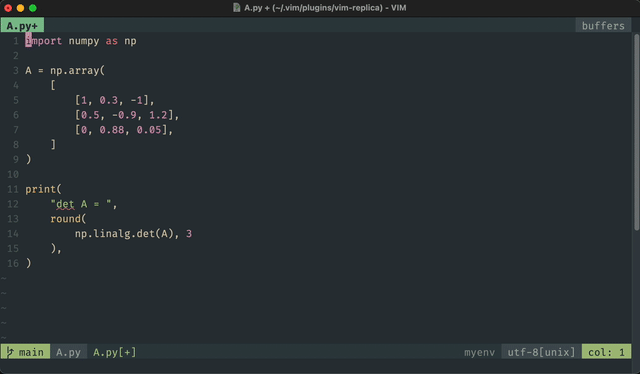 A.py + (~/.vim/plugins/vim-replica) - VIM
A.py+ buffers
1 import numpy as np
2
3 A = np.array(
4     [
5         [1, 0.3, -1],
6         [0.5, -0.9, 1.2],
7         [0, 0.88, 0.05],
8     ]
9 )
10
11 print(
12     "det A = ",
13     round(
14         np.linalg.det(A), 3
15     ),
16 )
~
~
~
~
~
main A.py A.py[+] myenv utf-8[unix] col: 1